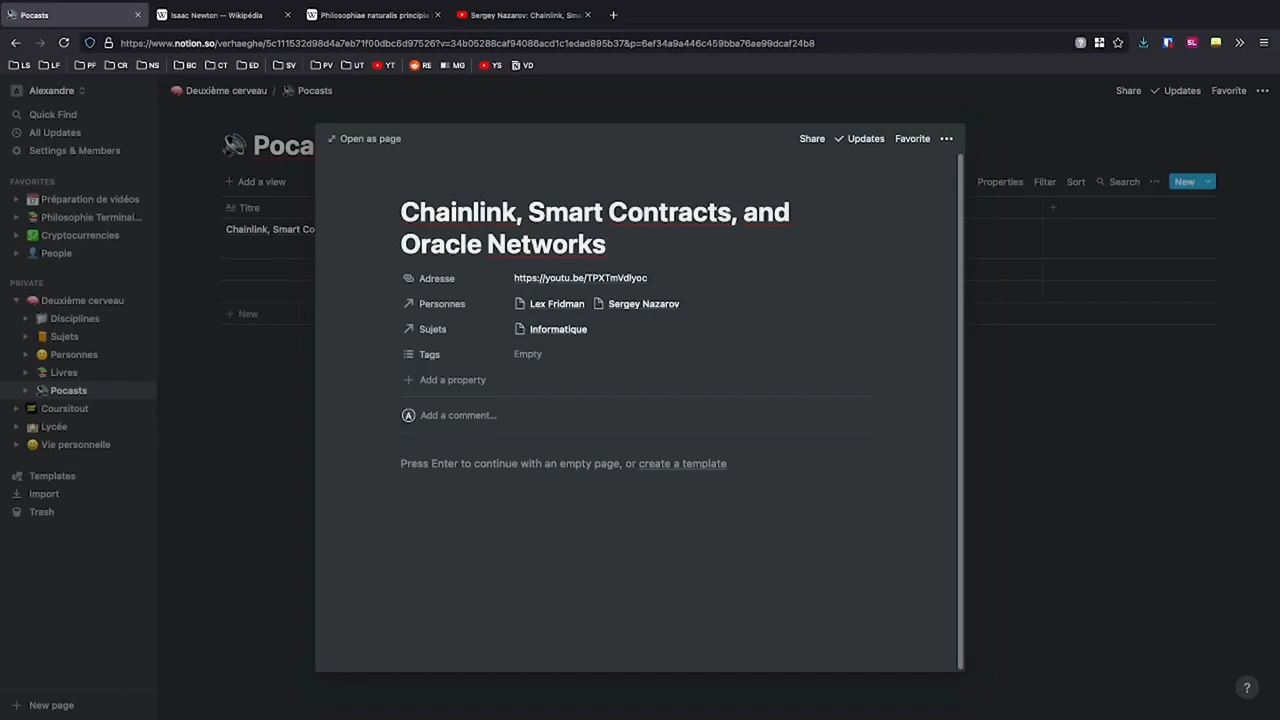 Pocasts
Isaac Newton — Wikipédia
Philosophiae naturalis principia
Sergey Nazarov: Chainlink, Sma
https://www.notion.so/verhaeghe/5c111532d98d4a7eb71f00dbc6d97526?v=34b05288caf94086acd1c1edad895b37&p=6ef34a9a446c459bba76ae99dcaf24b8
LS LF PF CR NS BC CT ED SV PV UT YT RE MG YS VD
Alexandre
Deuxième cerveau / Pocasts
Share Updates Favorite
Quick Find
All Updates
Settings & Members
FAVORITES
Préparation de vidéos
Philosophie Terminal...
Cryptocurrencies
People
PRIVATE
Deuxième cerveau
Disciplines
Sujets
Personnes
Livres
Pocasts
Coursitout
Lycée
Vie personnelle
Templates
Import
Trash
New page
Poca
Add a view
Properties Filter Sort Search New
Titre
Chainlink, Smart Co
New
Open as page
Share Updates Favorite
Chainlink, Smart Contracts, and
Oracle Networks
Adresse https://youtu.be/TPXTmVdlyoc
Personnes Lex Fridman Sergey Nazarov
Sujets Informatique
Tags Empty
Add a property
A Add a comment...
Press Enter to continue with an empty page, or create a template
?